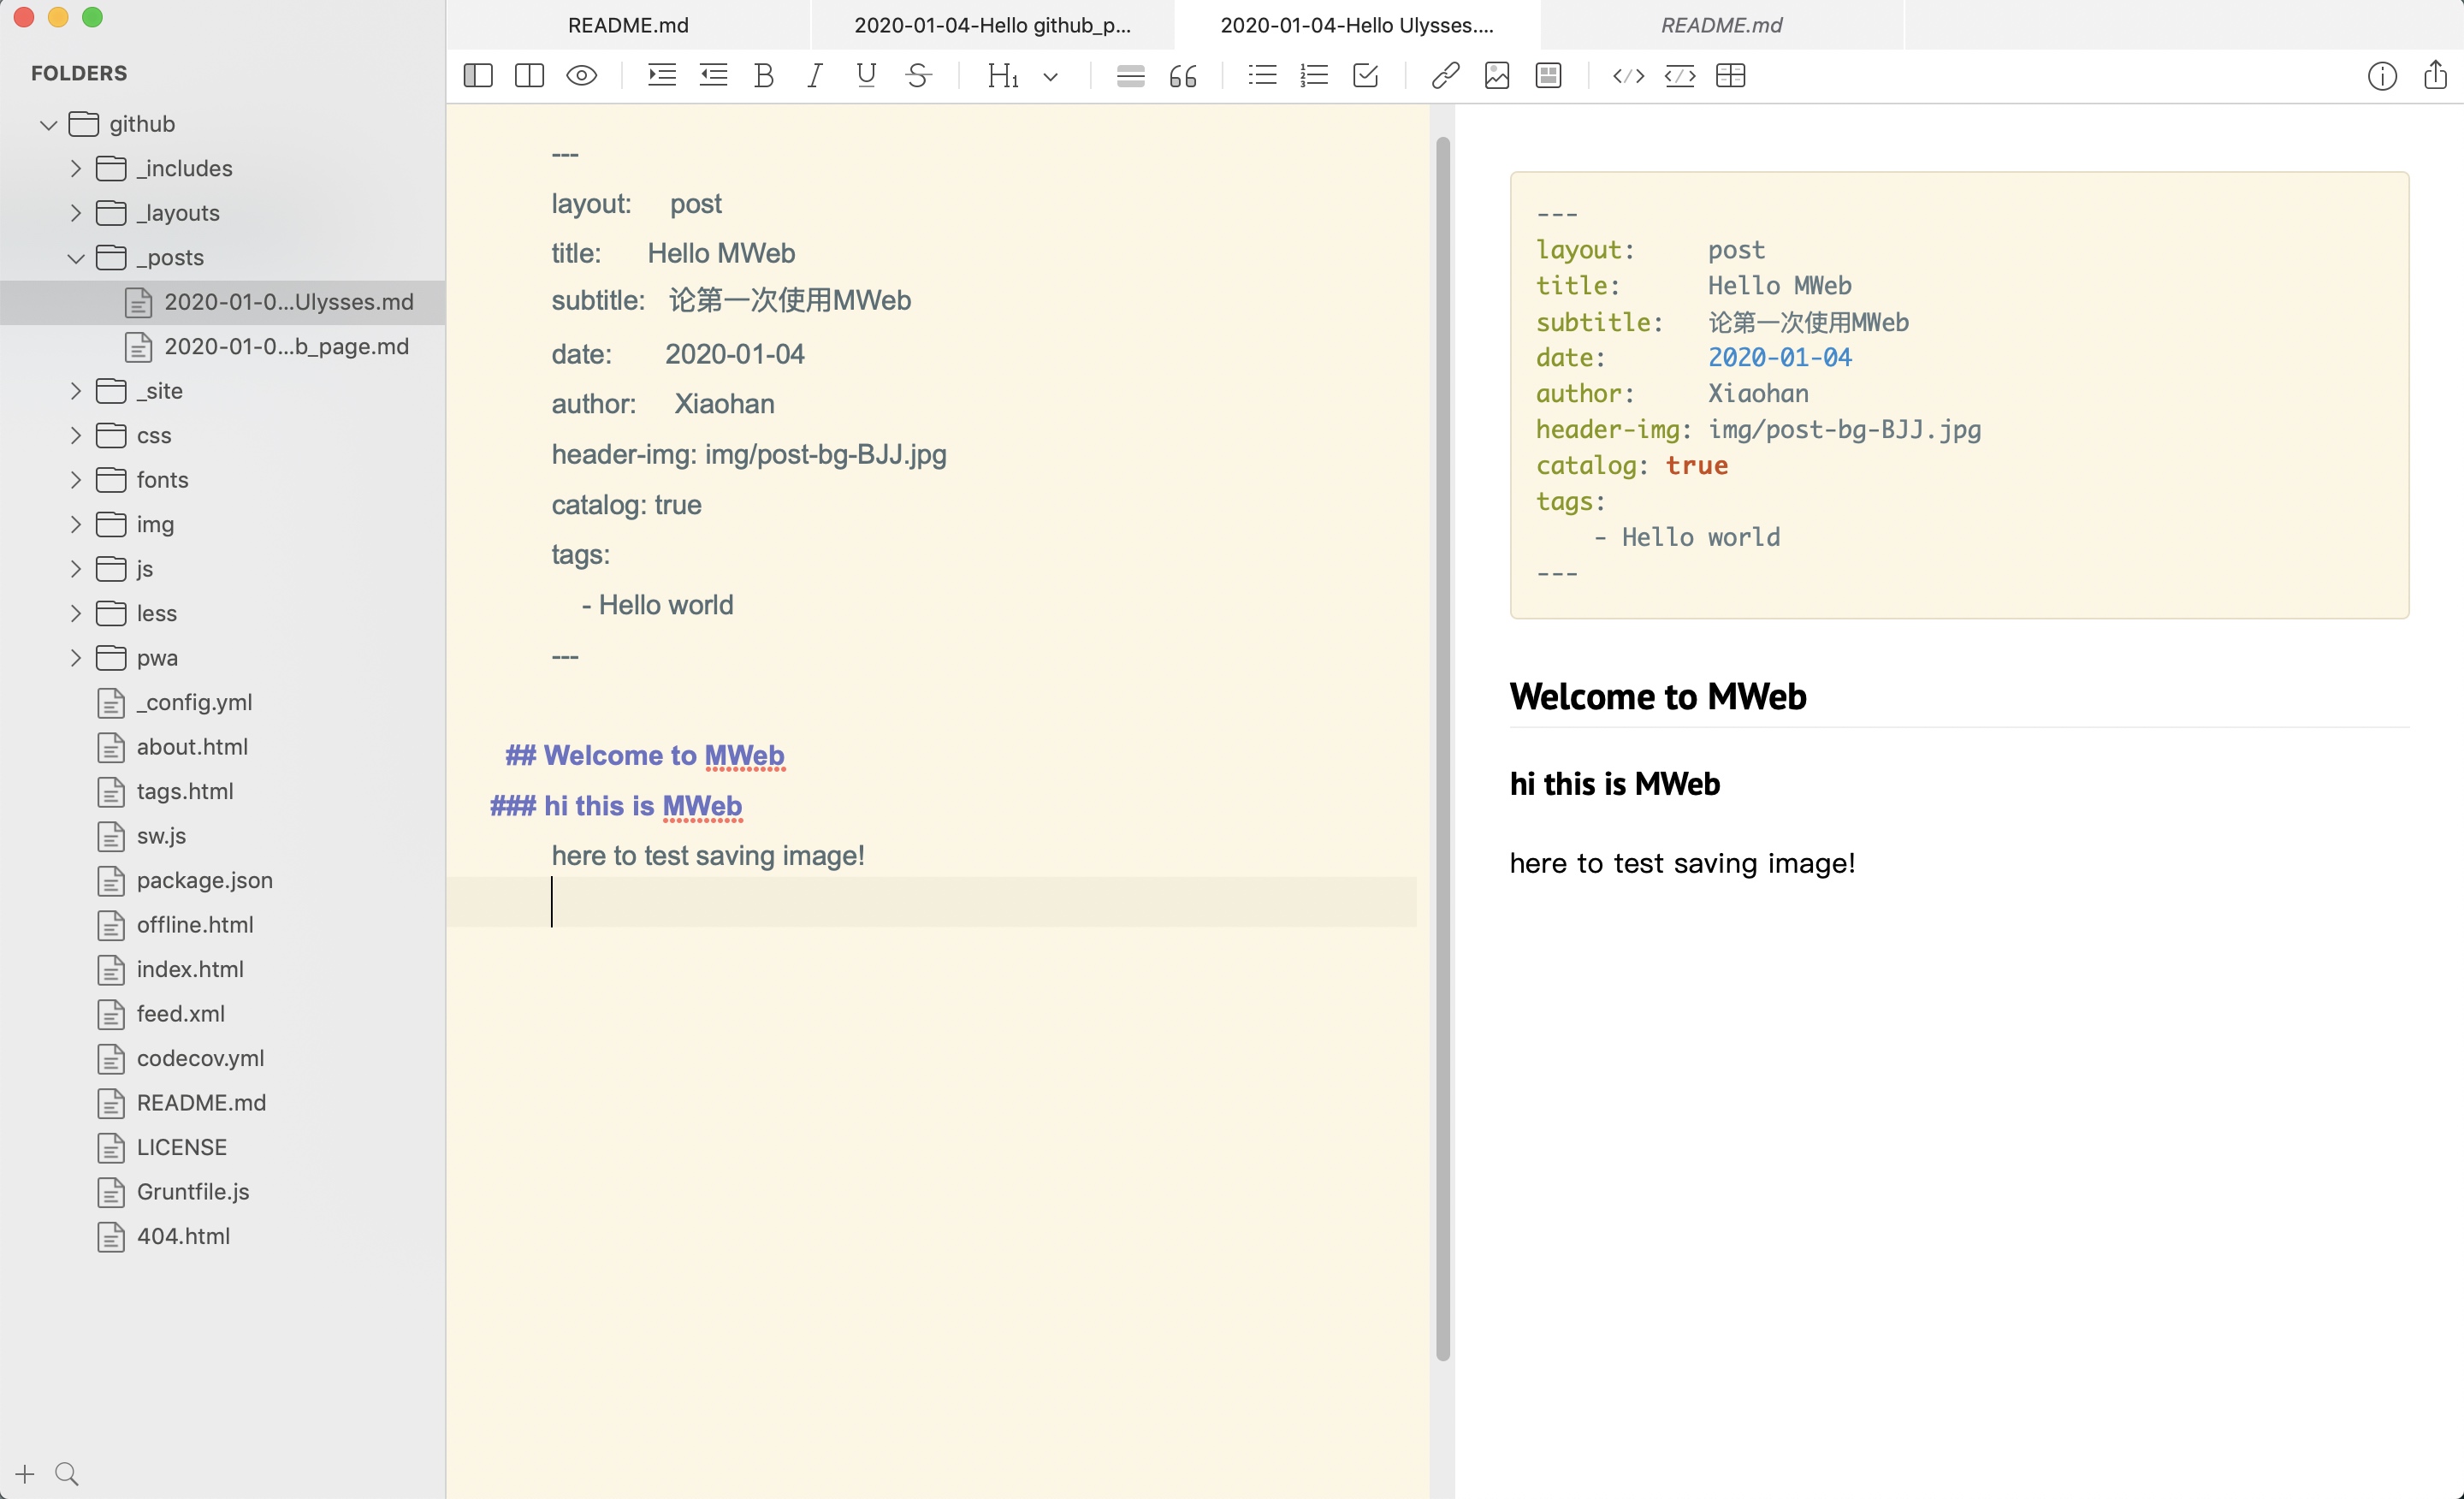 README.md
2020-01-04-Hello github_p...
2020-01-04-Hello Ulysses....
README.md
FOLDERS
github
_includes
_layouts
_posts
2020-01-0...Ulysses.md
2020-01-0...b_page.md
_site
css
fonts
img
js
less
pwa
_config.yml
about.html
tags.html
sw.js
package.json
offline.html
index.html
feed.xml
codecov.yml
README.md
LICENSE
Gruntfile.js
404.html
B I U S H1
---
layout: post
title: Hello MWeb
subtitle: 论第一次使用MWeb
date: 2020-01-04
author: Xiaohan
header-img: img/post-bg-BJJ.jpg
catalog: true
tags:
- Hello world
---
## Welcome to MWeb
### hi this is MWeb
here to test saving image!
---
layout: post
title: Hello MWeb
subtitle: 论第一次使用MWeb
date: 2020-01-04
author: Xiaohan
header-img: img/post-bg-BJJ.jpg
catalog: true
tags:
- Hello world
---
Welcome to MWeb
hi this is MWeb
here to test saving image!